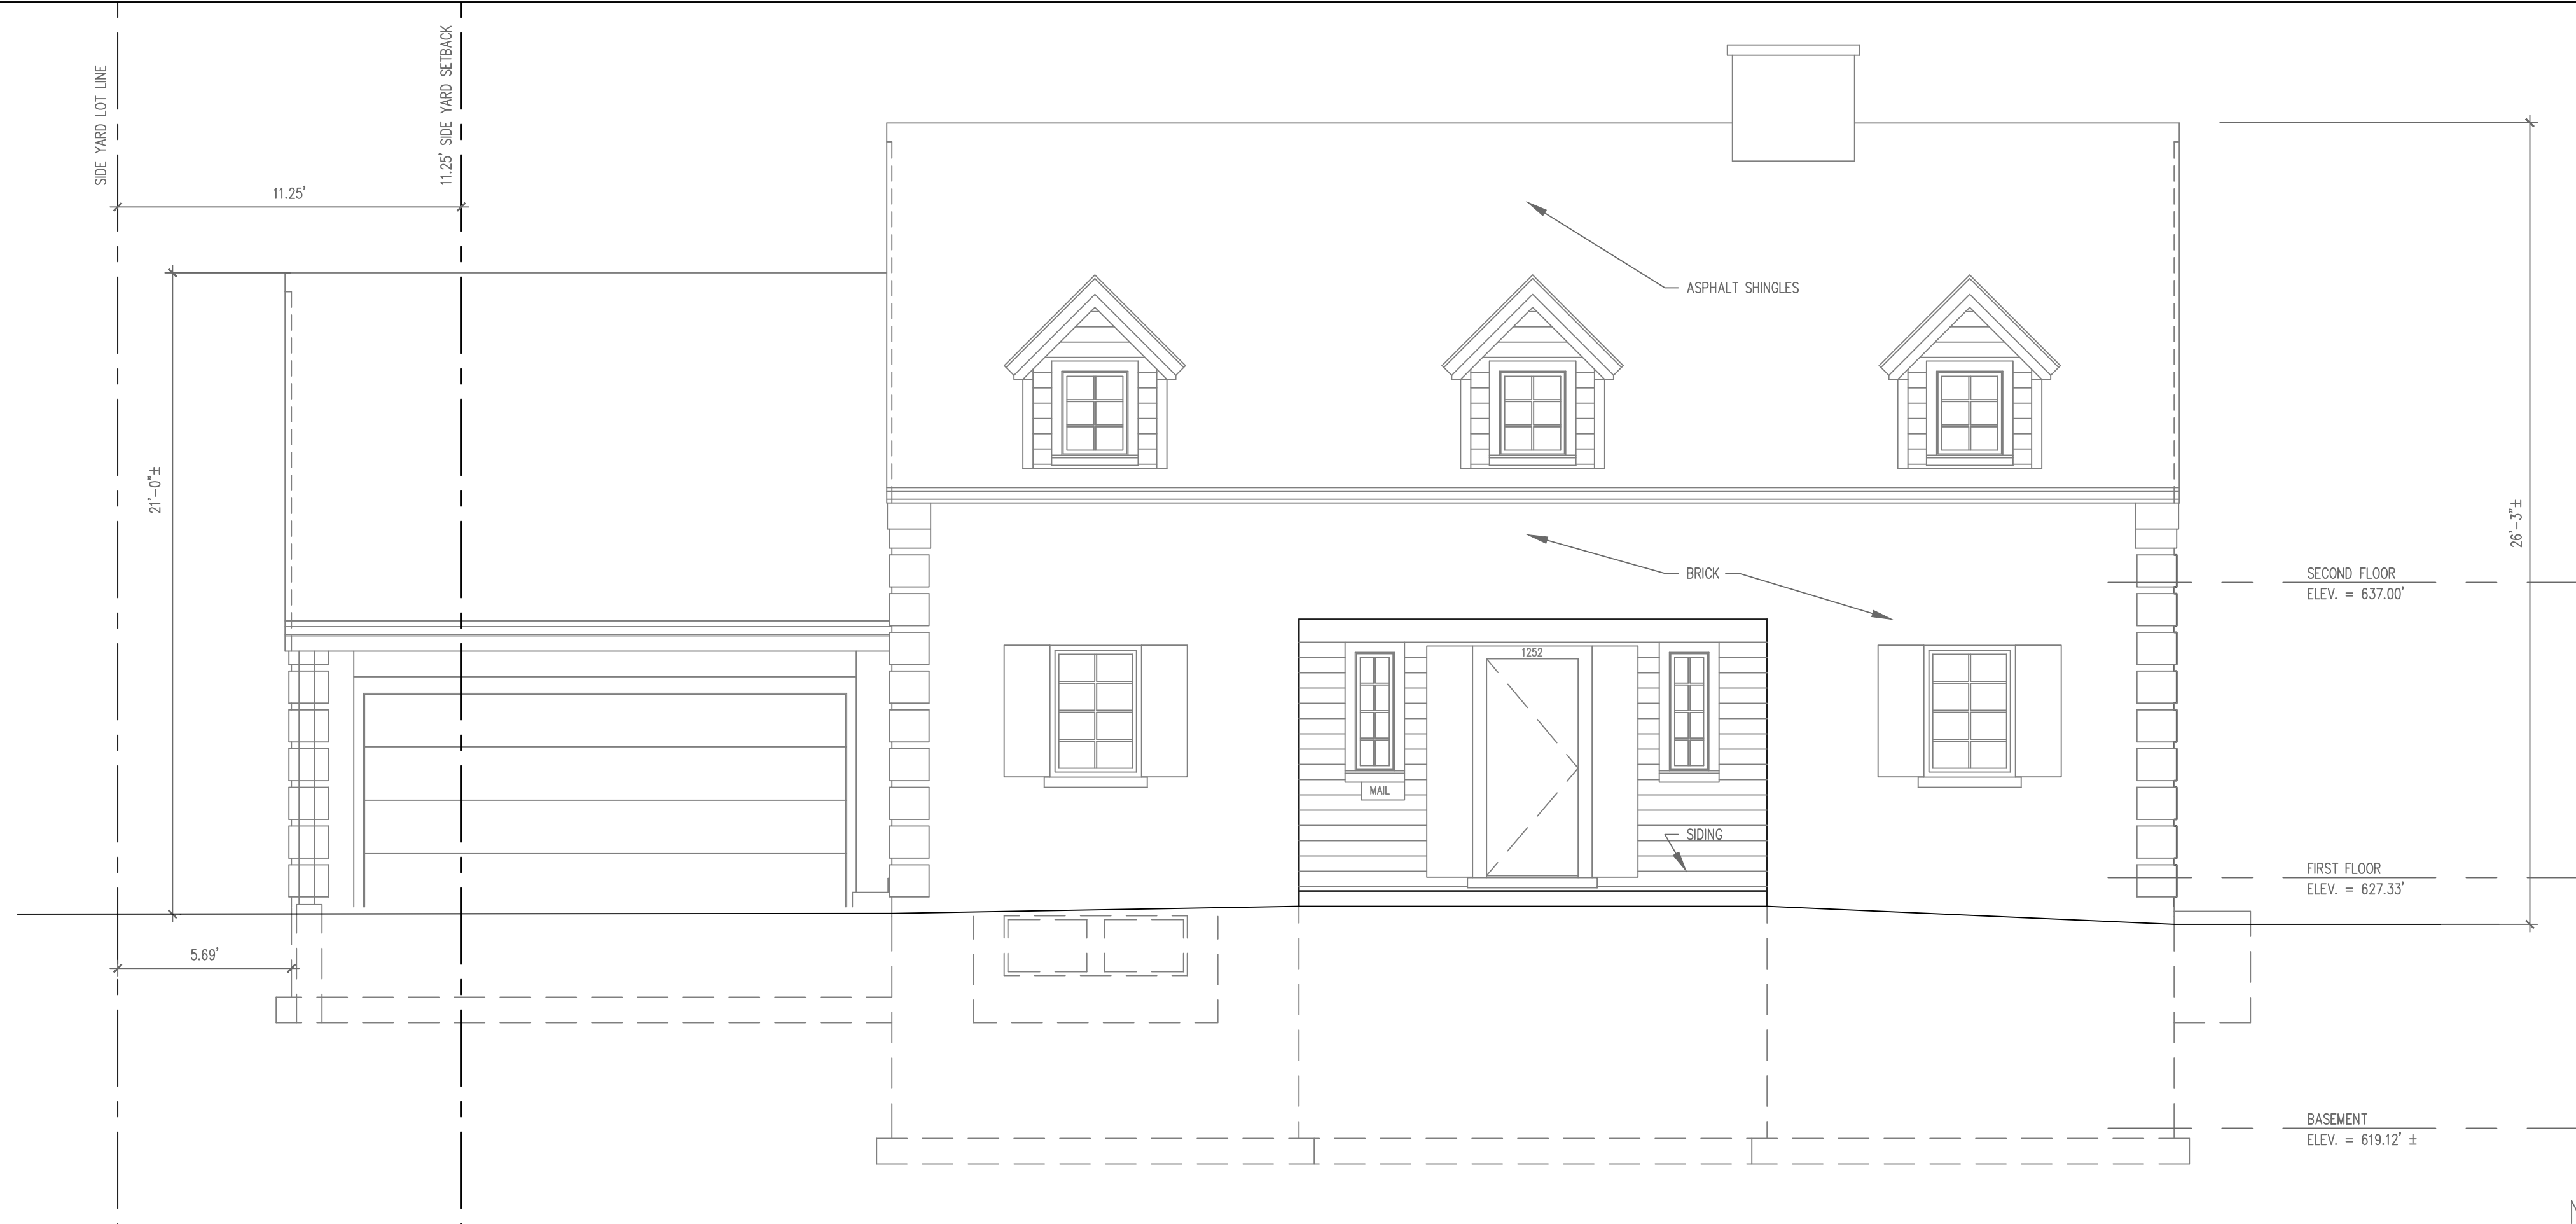 SIDE YARD LOT LINE
11.25' SIDE YARD SETBACK
11.25'
ASPHALT SHINGLES
21'-0"±
26'-3"±
BRICK
SECOND FLOOR
ELEV. = 637.00'
1252
MAIL
SIDING
FIRST FLOOR
ELEV. = 627.33'
5.69'
BASEMENT
ELEV. = 619.12' ±